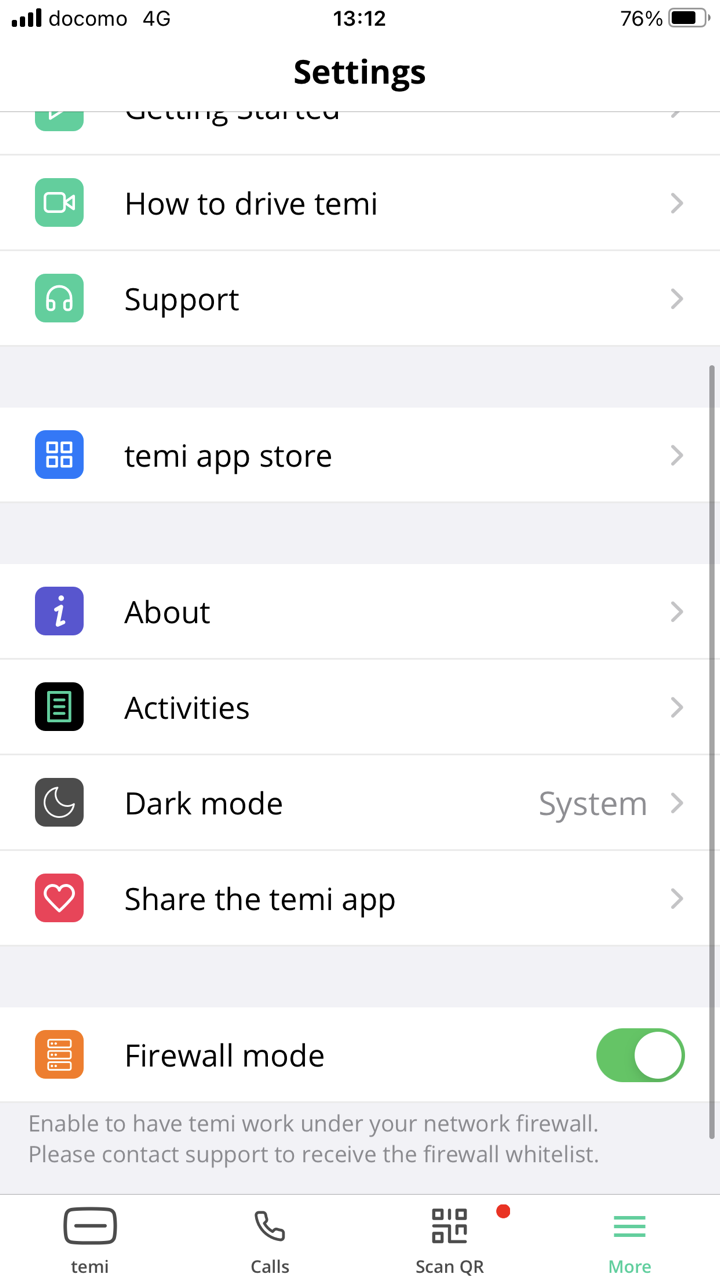 docomo 4G 13:12 76%
Settings
Getting Started
How to drive temi
Support
temi app store
About
Activities
Dark mode System
Share the temi app
Firewall mode
Enable to have temi work under your network firewall.
Please contact support to receive the firewall whitelist.
temi Calls Scan QR More